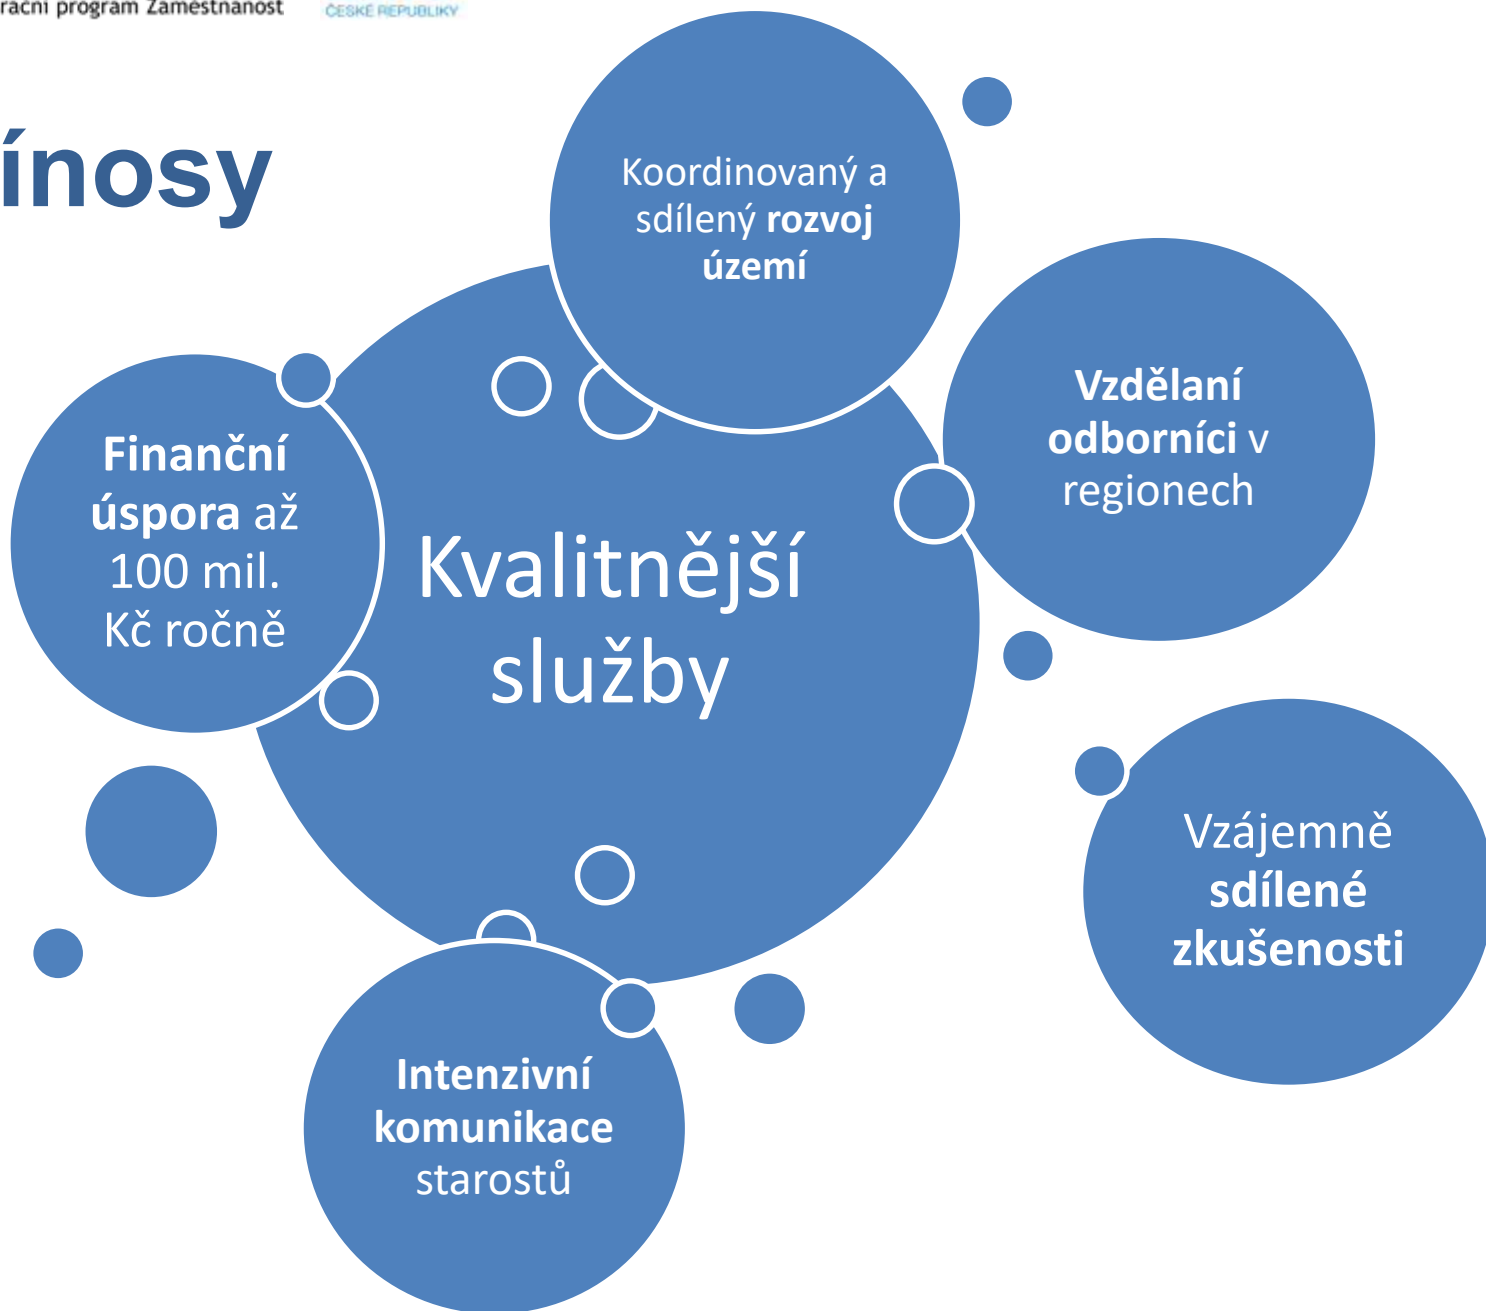 rační program Zaměstnanost
ČESKÉ REPUBLIKY
ínosy
Koordinovaný a
sdílený rozvoj
území
Vzdělaní
odborníci v
regionech
Finanční
úspora až
100 mil.
Kč ročně
Kvalitnější
služby
Vzájemně
sdílené
zkušenosti
Intenzivní
komunikace
starostů